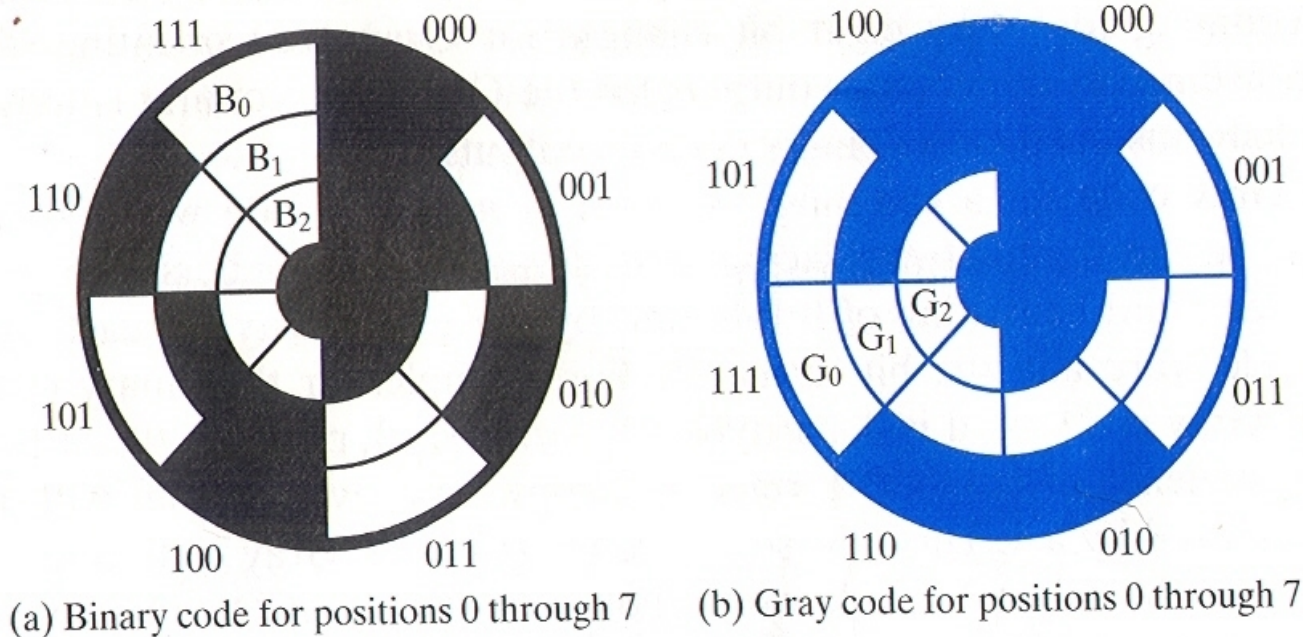 111
000
B₀
B₁
B₂
110
001
101
010
100
011
(a) Binary code for positions 0 through 7
100
000
101
001
G₂
G₁
G₀
111
011
110
010
(b) Gray code for positions 0 through 7